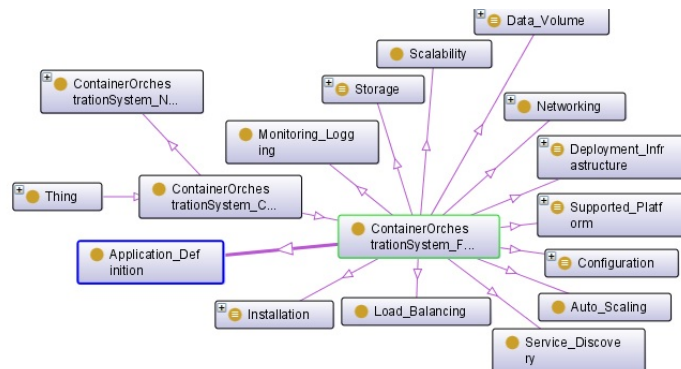 Data_Volume
Scalability
ContainerOrches
trationSystem_N...
Storage
Networking
Monitoring_Logg
ing
Deployment_Infr
astructure
Thing
ContainerOrches
trationSystem_C...
Supported_Platf
orm
ContainerOrches
trationSystem_F...
Application_Def
inition
Configuration
Installation
Load_Balancing
Auto_Scaling
Service_Discove
ry